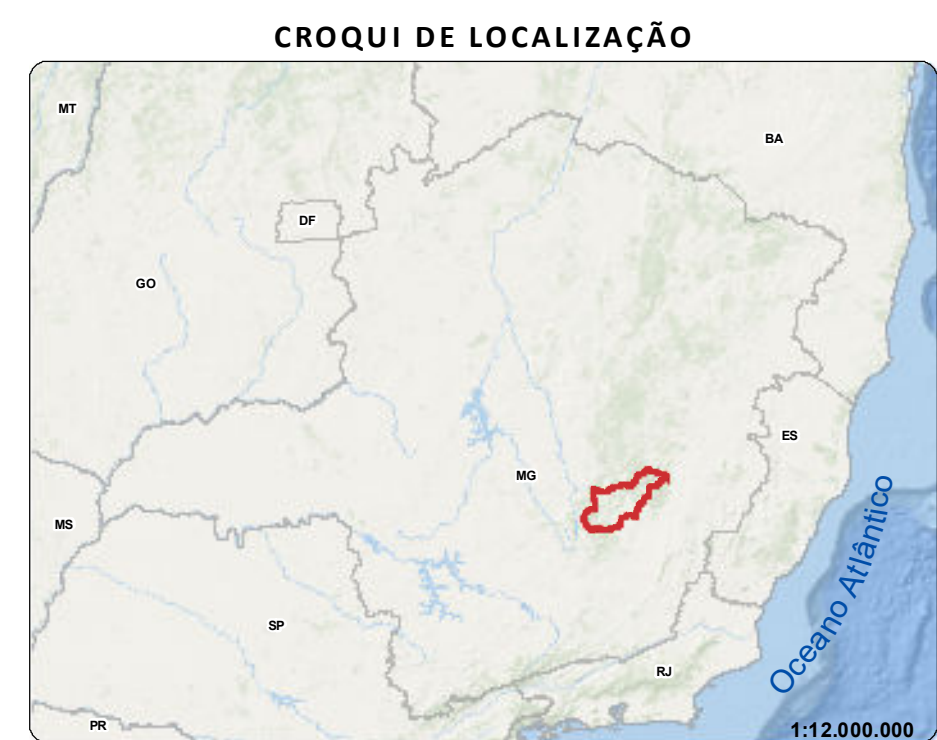 CROQUI DE LOCALIZAÇÃO
MT
BA
DF
GO
ES
MG
MS
Oceano Atlântico
SP
RJ
PR
1:12.000.000